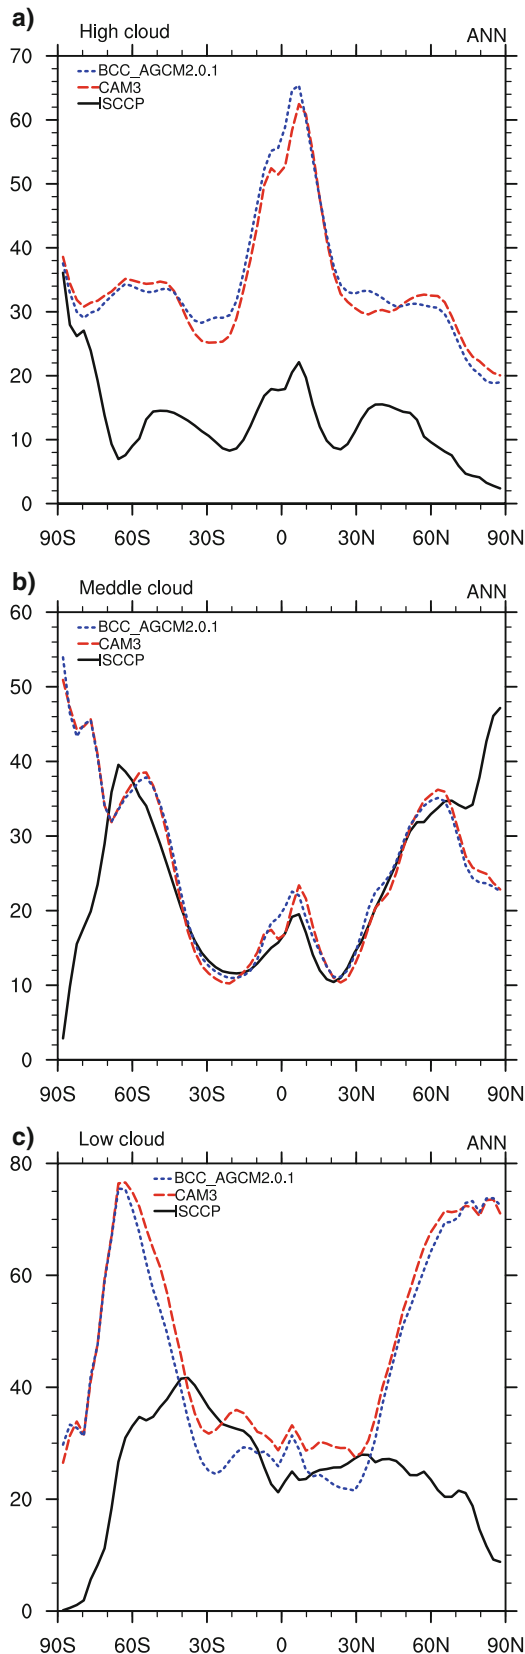 a)
High cloud ANN
70
BCC_AGCM2.0.1
CAM3
ISCCP
60
50
40
30
20
10
0
90S 60S 30S 0 30N 60N 90N
b)
Meddle cloud ANN
60
BCC_AGCM2.0.1
CAM3
ISCCP
50
40
30
20
10
0
90S 60S 30S 0 30N 60N 90N
c)
Low cloud ANN
80
BCC_AGCM2.0.1
CAM3
ISCCP
60
40
20
0
90S 60S 30S 0 30N 60N 90N